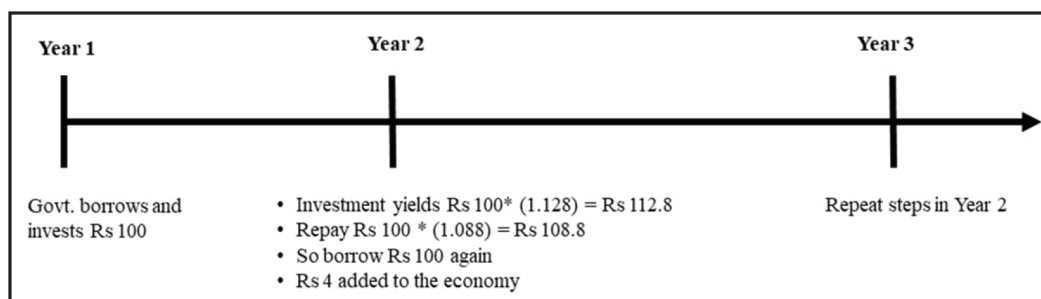 Year 1
Year 2
Year 3
Govt. borrows and
invests Rs 100
• Investment yields Rs 100* (1.128) = Rs 112.8
• Repay Rs 100 * (1.088) = Rs 108.8
• So borrow Rs 100 again
• Rs 4 added to the economy
Repeat steps in Year 2